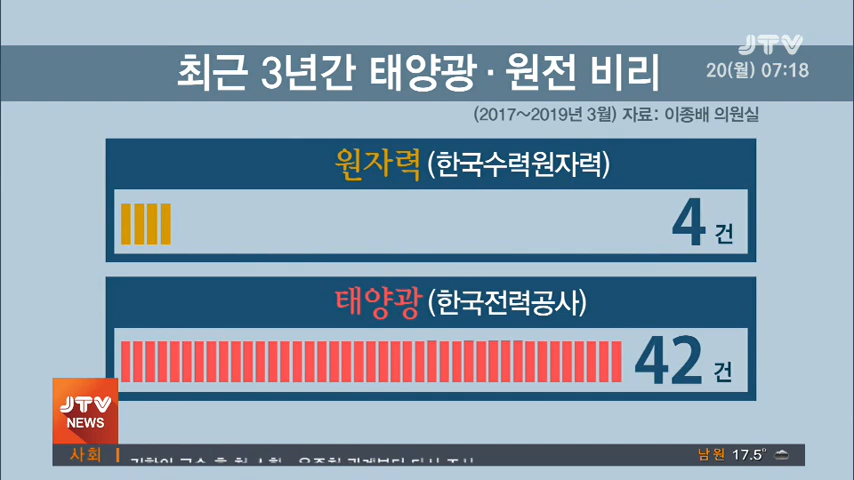 JTV
최근 3년간 태양광·원전 비리
20(월) 07:18
(2017~2019년 3월) 자료: 이종배 의원실
원자력 (한국수력원자력)
4 건
태양광 (한국전력공사)
42 건
JTV
NEWS
사회
남원 17.5°